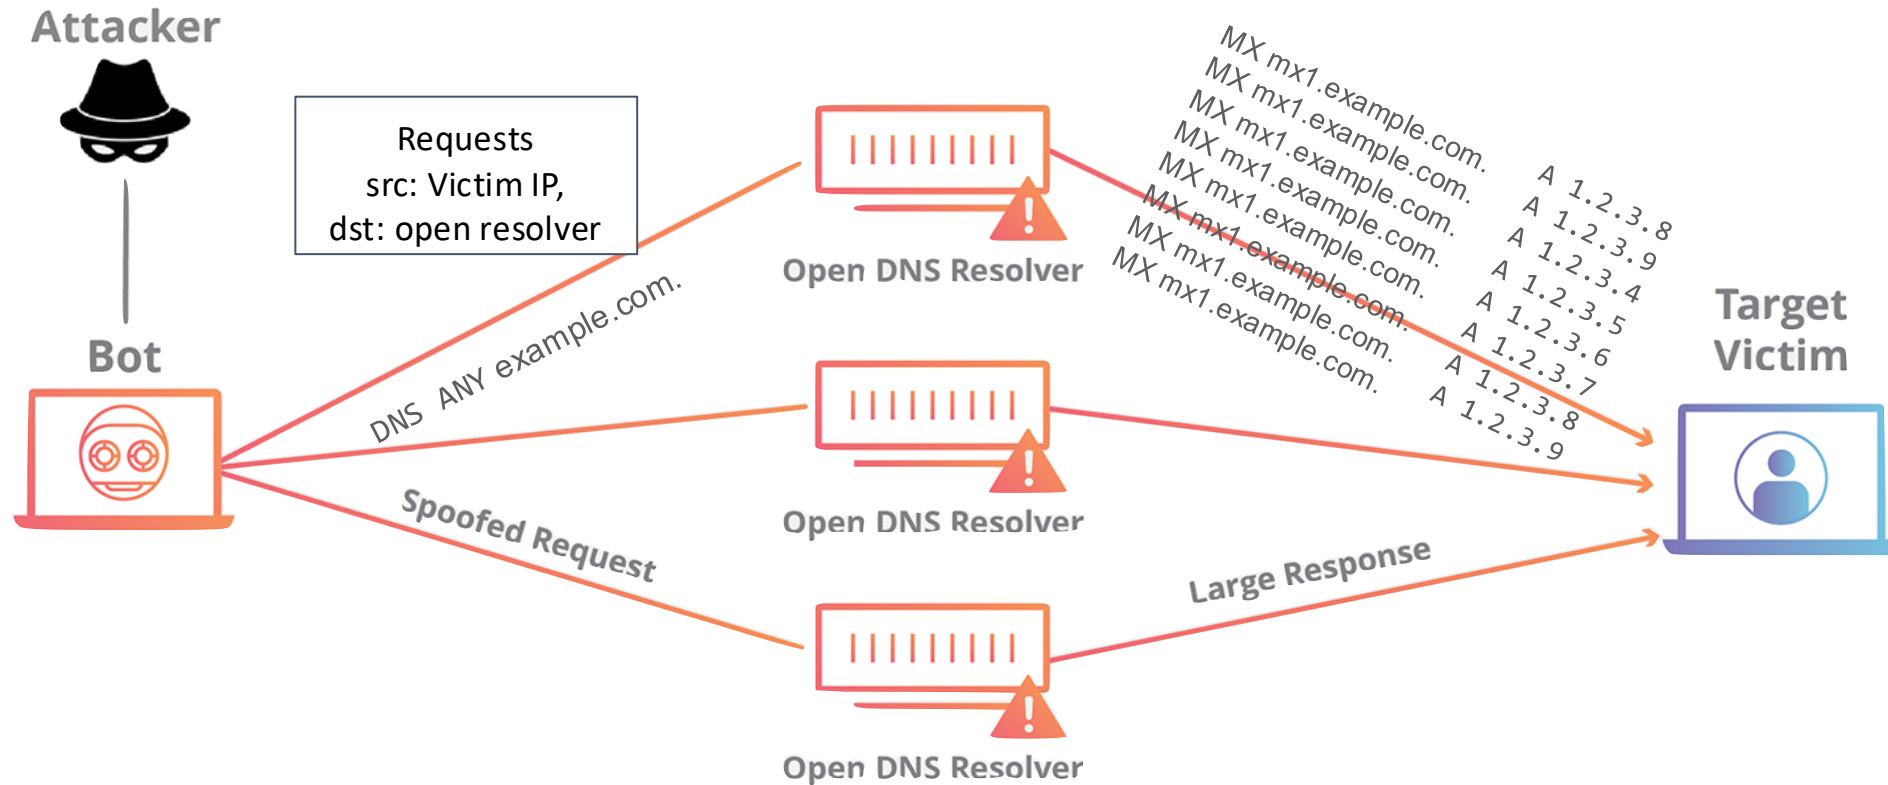 Attacker
Requests
src: Victim IP,
dst: open resolver
Bot
DNS ANY example.com.
Spoofed Request
Open DNS Resolver
Open DNS Resolver
Open DNS Resolver
MX mx1.example.com.
MX mx1.example.com.
MX mx1.example.com.
MX mx1.example.com.
MX mx1.example.com.
MX mx1.example.com.
MX mx1.example.com.
MX mx1.example.com.
A 1.2.3.8
A 1.2.3.9
A 1.2.3.4
A 1.2.3.5
A 1.2.3.6
A 1.2.3.7
A 1.2.3.8
A 1.2.3.9
Large Response
Target
Victim